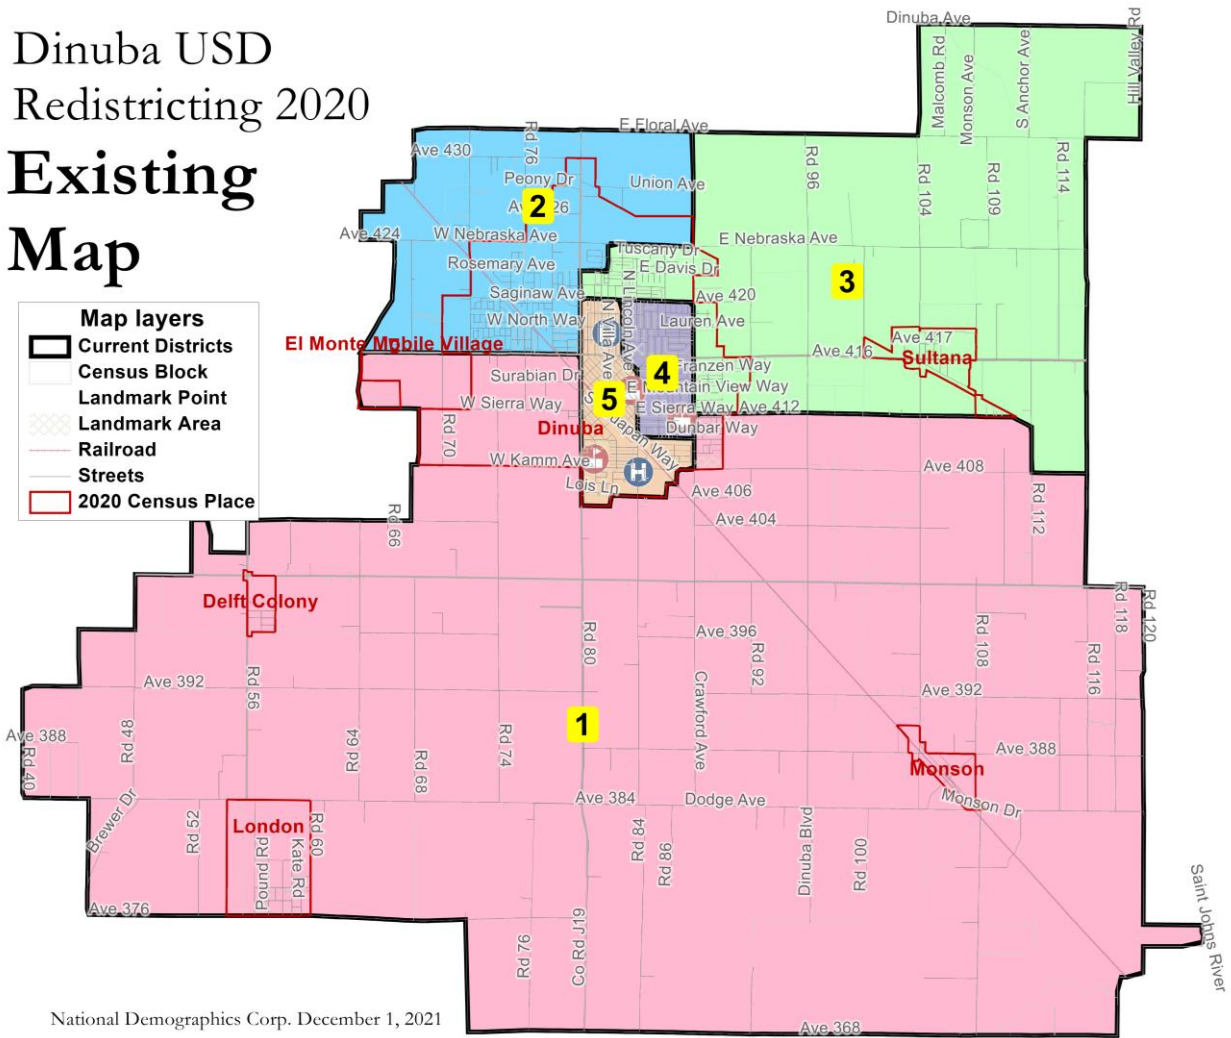 Dinuba USD
Redistricting 2020
Existing
Map
Map layers
Current Districts
Census Block
Landmark Point
Landmark Area
Railroad
Streets
2020 Census Place
Dinuba Ave
Malcomb Rd
Monson Ave
S Anchor Ave
Hill Valley Rd
E Floral Ave
Ave 430
Rd 76
Peony Dr
Union Ave
Rd 96
Rd 104
Rd 109
Rd 114
2
Ave 424
W Nebraska Ave
E Nebraska Ave
Tuscany Dr
Rosemary Ave
E Davis Dr
3
Saginaw Ave
N Lincoln Ave
Ave 420
W North Way
N Villa Ave
Lauren Ave
El Monte Mobile Village
Ave 417
Ave 416
Sultana
Surabian Dr
4
Franzen Way
E Mountain View Way
5
W Sierra Way
E Sierra Way
Ave 412
Dinuba
Dunbar Way
Rd 70
W Kamm Ave
H
Ave 408
Lois Ln
Ave 406
Rd 66
Ave 404
Rd 112
Delft Colony
Rd 80
Ave 396
Rd 92
Rd 108
Rd 118
Rd 120
Rd 116
Ave 392
Rd 56
Crawford Ave
Ave 392
1
Ave 388
Rd 40
Rd 48
Rd 64
Rd 68
Rd 74
Ave 388
Monson
Ave 384
Dodge Ave
Monson Dr
Brewer Dr
Rd 52
London
Rd 60
Pound Rd
Kate Rd
Rd 84
Rd 86
Dinuba Blvd
Rd 100
Ave 376
Rd 76
Co Rd J19
Saint Johns River
Ave 368
National Demographics Corp. December 1, 2021